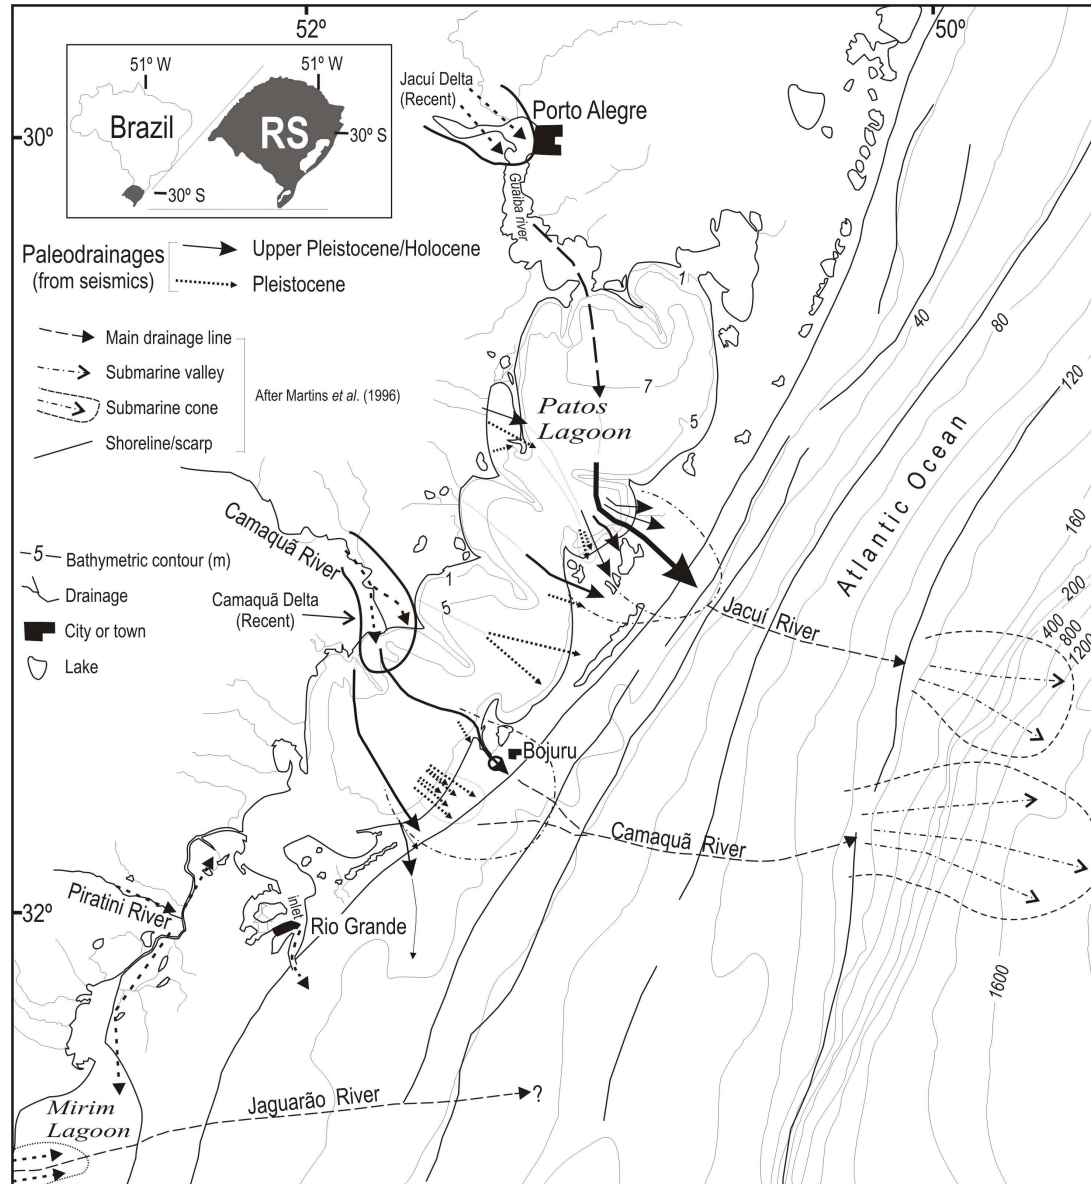 52º
50º
51º W
51º W
Brazil
RS
30º S
30º S
Jacuí Delta
(Recent)
Porto Alegre
30º
Guaíba river
Paleodrainages
(from seismics)
Upper Pleistocene/Holocene
Pleistocene
Main drainage line
Submarine valley
Submarine cone
Shoreline/scarp
After Martins et al. (1996)
1
7
5
Patos
Lagoon
40
80
120
160
200
400
800
1200
Atlantic Ocean
Camaquã River
Camaquã Delta
(Recent)
1
5
5
Bathymetric contour (m)
Drainage
City or town
Lake
Jacuí River
Bojuru
Camaquã River
Piratini River
32º
inlet
Rio Grande
1600
Jaguarão River
?
Mirim
Lagoon